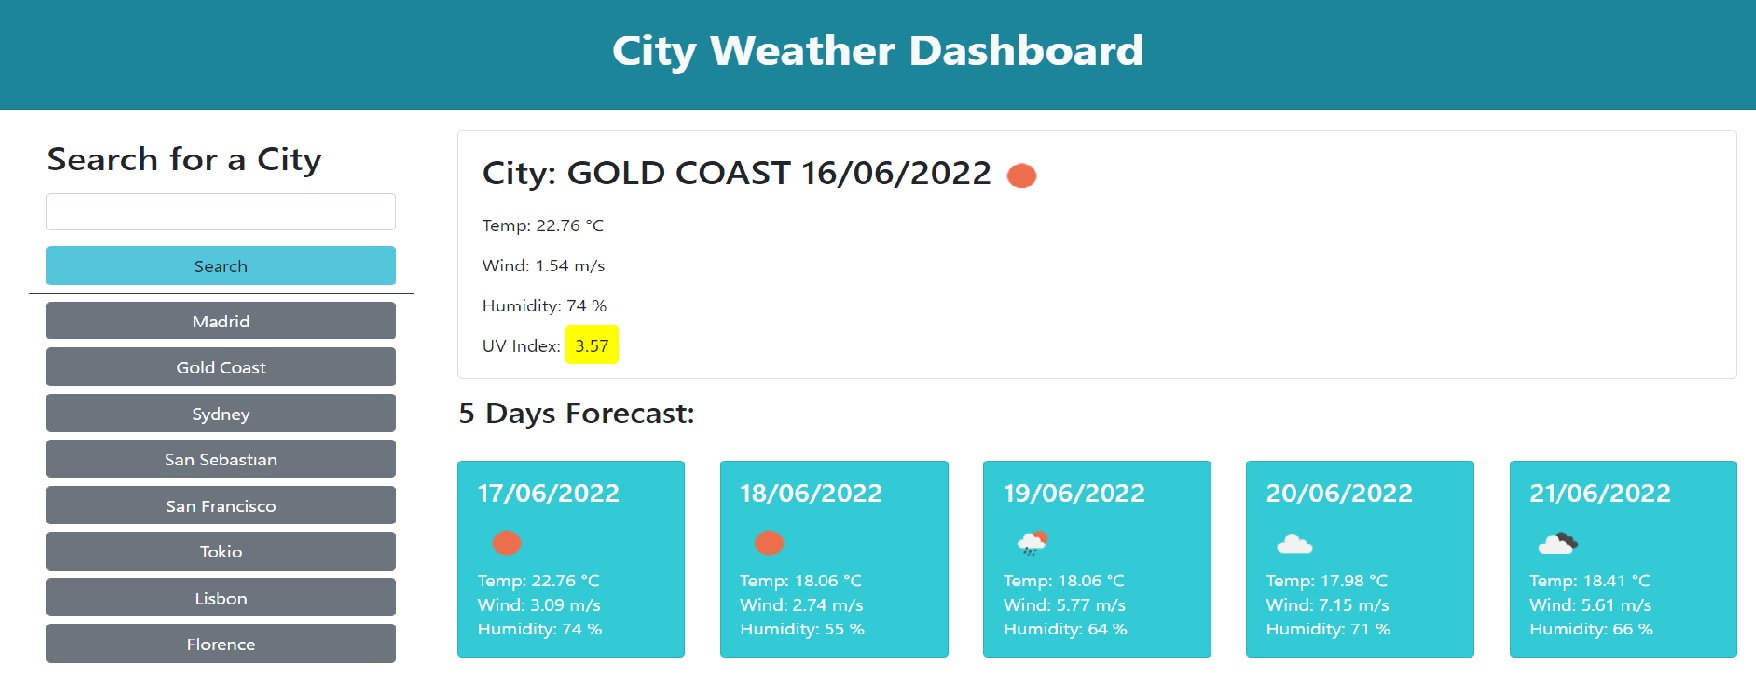 City Weather Dashboard
Search for a City
Search
Madrid
Gold Coast
Sydney
San Sebastian
San Francisco
Tokio
Lisbon
Florence
City: GOLD COAST 16/06/2022
Temp: 22.76 °C
Wind: 1.54 m/s
Humidity: 74 %
UV Index: 3.57
5 Days Forecast:
17/06/2022
Temp: 22.76 °C
Wind: 3.09 m/s
Humidity: 74 %
18/06/2022
Temp: 18.06 °C
Wind: 2.74 m/s
Humidity: 55 %
19/06/2022
Temp: 18.06 °C
Wind: 5.77 m/s
Humidity: 64 %
20/06/2022
Temp: 17.98 °C
Wind: 7.15 m/s
Humidity: 71 %
21/06/2022
Temp: 18.41 °C
Wind: 5.61 m/s
Humidity: 66 %